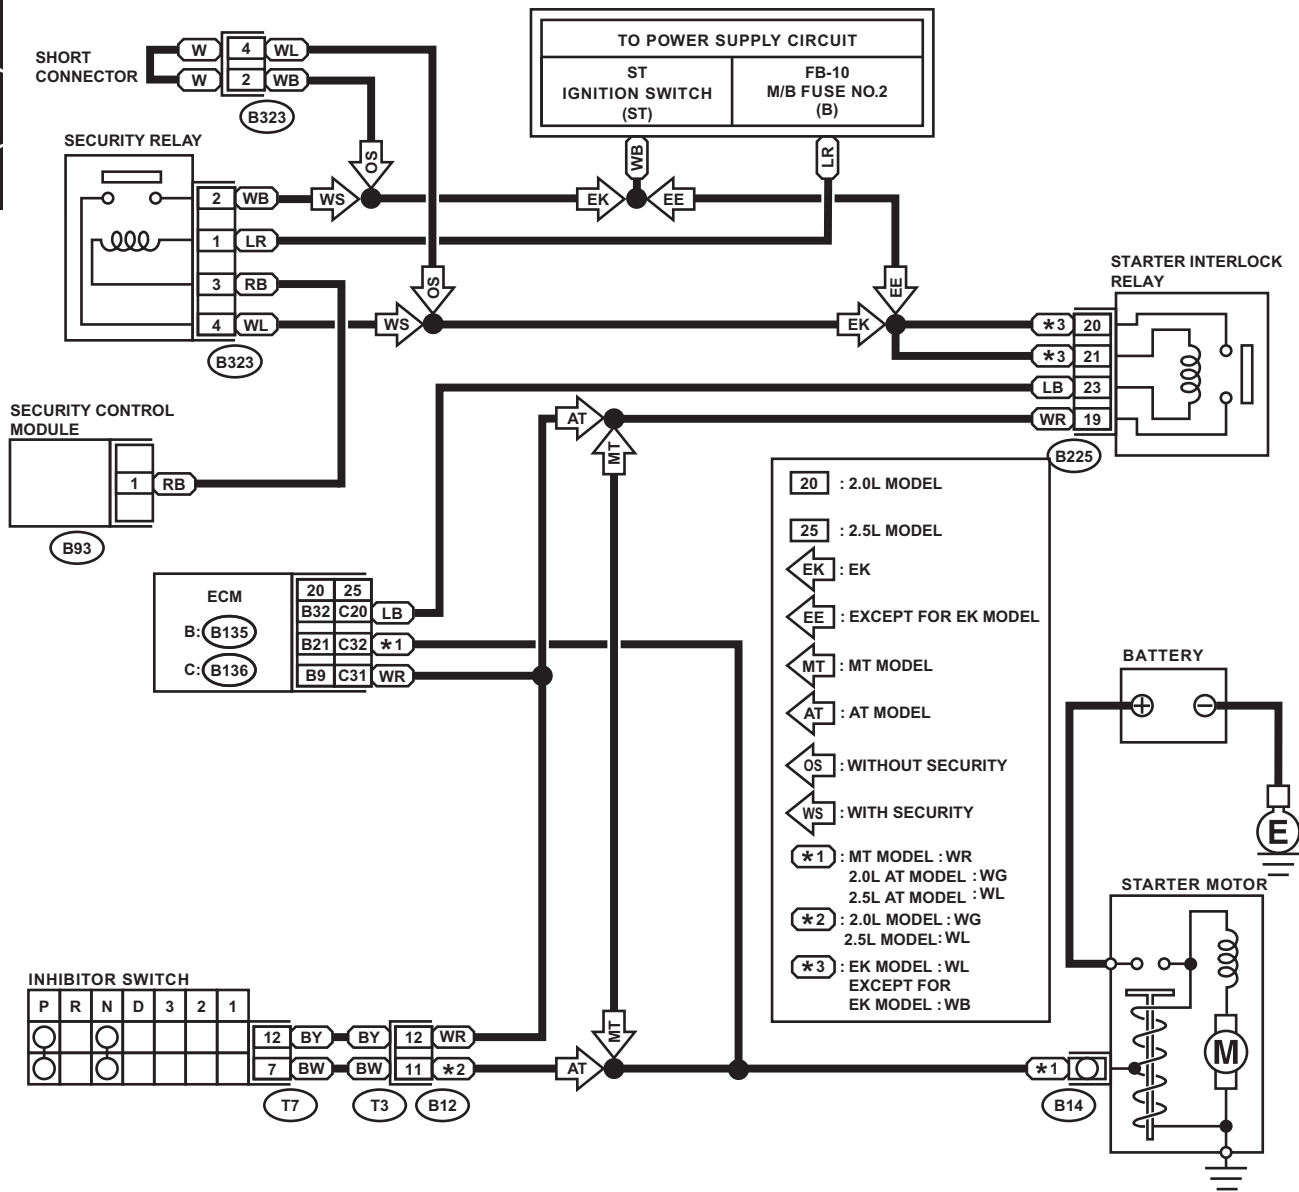 TO POWER SUPPLY CIRCUIT
ST
IGNITION SWITCH
(ST)
FB-10
M/B FUSE NO.2
(B)
WB
LR
SHORT
CONNECTOR
W 4 WL
W 2 WB
B323
OS
SECURITY RELAY
2 WB WS EK EE
1 LR
3 RB
4 WL WS EK
B323
OS
EE
STARTER INTERLOCK
RELAY
*3 20
*3 21
LB 23
WR 19
B225
AT
MT
SECURITY CONTROL
MODULE
1 RB
B93
ECM
B: B135
C: B136
20 25
B32 C20 LB
B21 C32 *1
B9 C31 WR
20 : 2.0L MODEL
25 : 2.5L MODEL
EK : EK
EE : EXCEPT FOR EK MODEL
MT : MT MODEL
AT : AT MODEL
OS : WITHOUT SECURITY
WS : WITH SECURITY
*1 : MT MODEL : WR
2.0L AT MODEL : WG
2.5L AT MODEL : WL
*2 : 2.0L MODEL : WG
2.5L MODEL : WL
*3 : EK MODEL : WL
EXCEPT FOR
EK MODEL : WB
BATTERY
+ −
E
STARTER MOTOR
M
*1
B14
INHIBITOR SWITCH
P R N D 3 2 1
12 BY BY 12 WR
7 BW BW 11 *2 AT
MT
T7 T3 B12